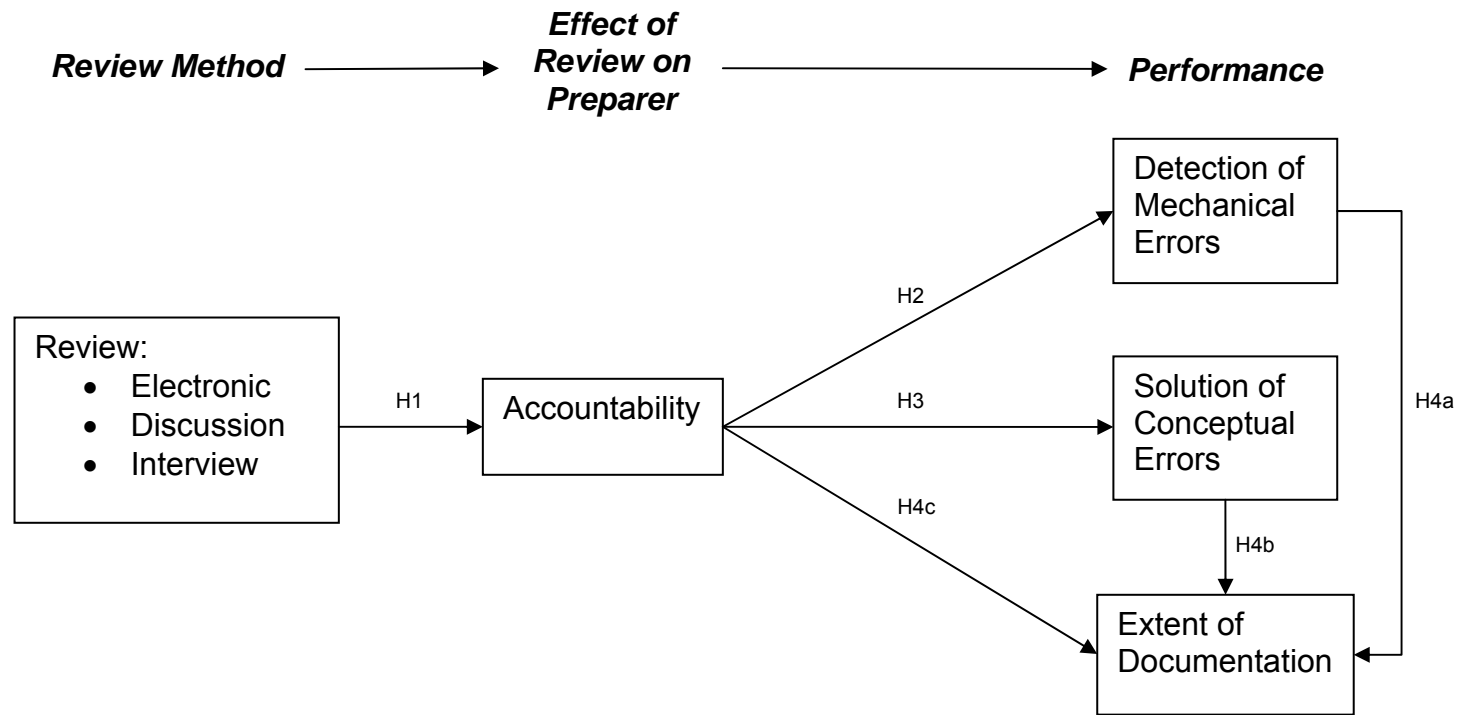 Review Method
Effect of
Review on
Preparer
Performance
Detection of
Mechanical
Errors
H2
Review:
• Electronic
• Discussion
• Interview
H1
Accountability
H3
Solution of
Conceptual
Errors
H4a
H4c
H4b
Extent of
Documentation